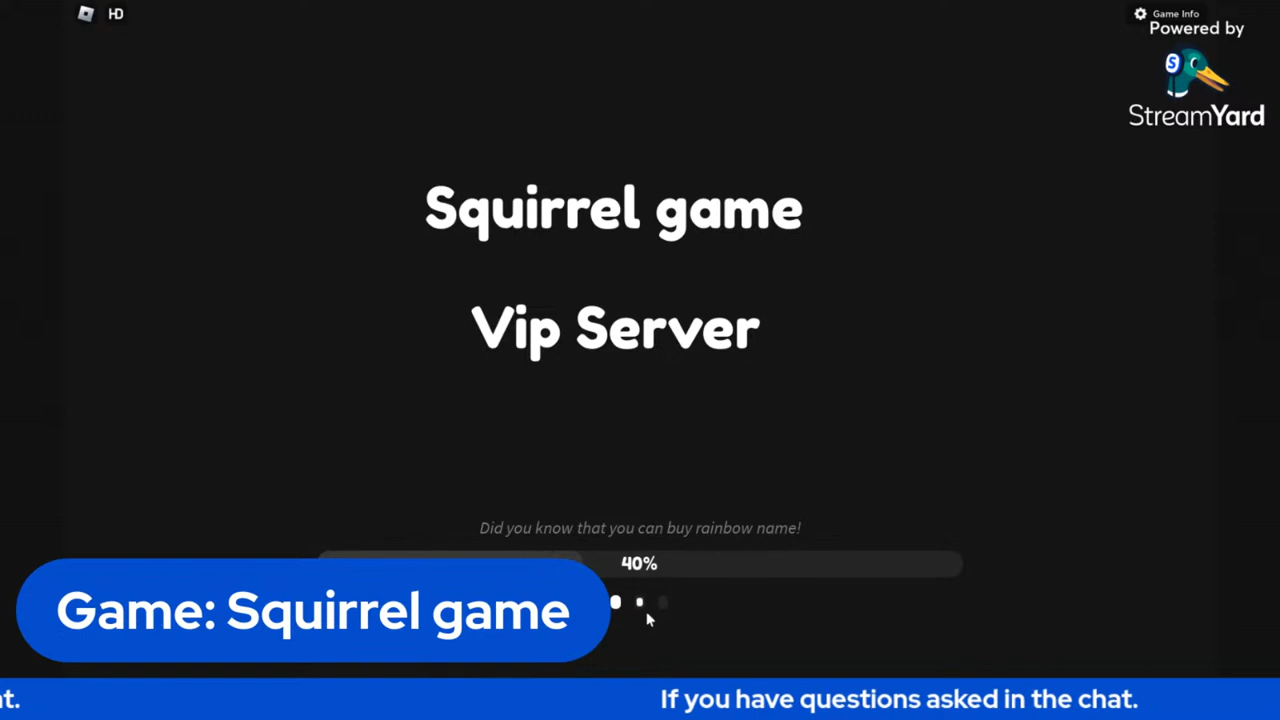 HD
Game Info
Powered by
StreamYard
Squirrel game
Vip Server
Did you know that you can buy rainbow name!
40%
Game: Squirrel game
at. If you have questions asked in the chat.